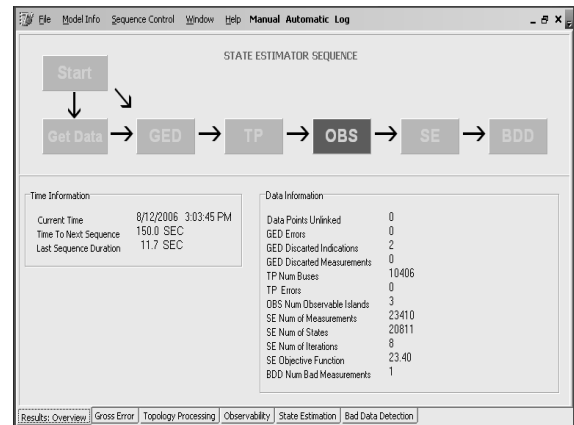 File Model Info Sequence Control Window Help Manual Automatic Log
STATE ESTIMATOR SEQUENCE
Start
Get Data GED TP OBS SE BDD
Time Information
Current Time 8/12/2006 3:03:45 PM
Time To Next Sequence 150.0 SEC
Last Sequence Duration 11.7 SEC
Data Information
Data Points Unlinked 0
GED Errors 0
GED Discarted Indications 2
GED Discarted Measurements 0
TP Num Buses 10406
TP Errors 0
OBS Num Observable Islands 3
SE Num of Measurements 23410
SE Num of States 20811
SE Num of Iterations 8
SE Objective Function 23.40
BDD Num Bad Measurements 1
Results: Overview Gross Error Topology Processing Observability State Estimation Bad Data Detection